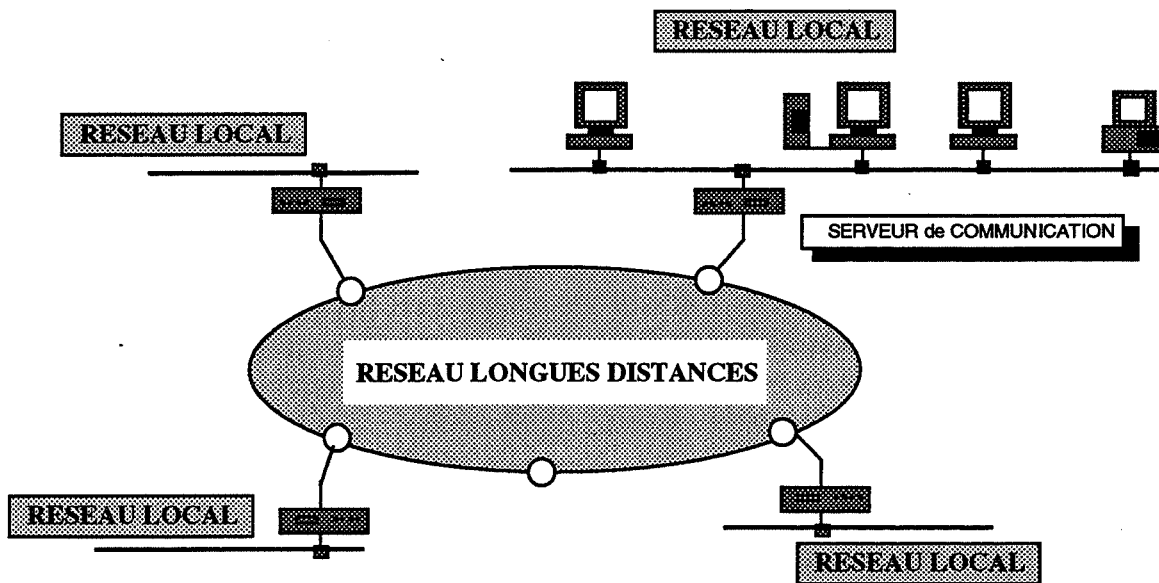 RESEAU LOCAL
RESEAU LOCAL
SERVEUR de COMMUNICATION
RESEAU LONGUES DISTANCES
RESEAU LOCAL
RESEAU LOCAL